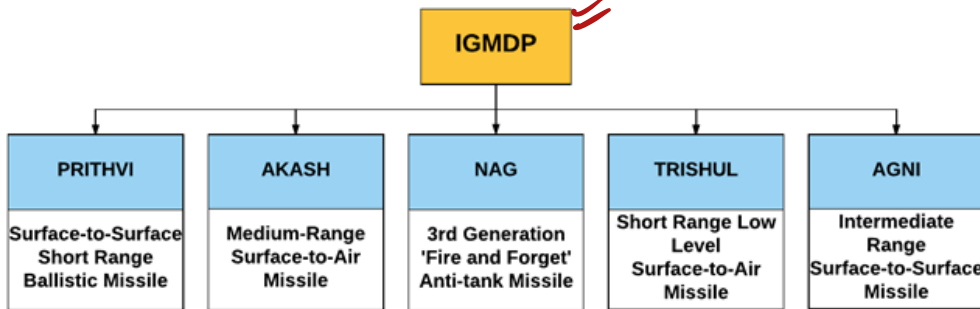 IGMDP
PRITHVI
AKASH
NAG
TRISHUL
AGNI
Surface-to-Surface
Short Range
Ballistic Missile
Medium-Range
Surface-to-Air
Missile
3rd Generation
'Fire and Forget'
Anti-tank Missile
Short Range Low
Level
Surface-to-Air
Missile
Intermediate
Range
Surface-to-Surface
Missile